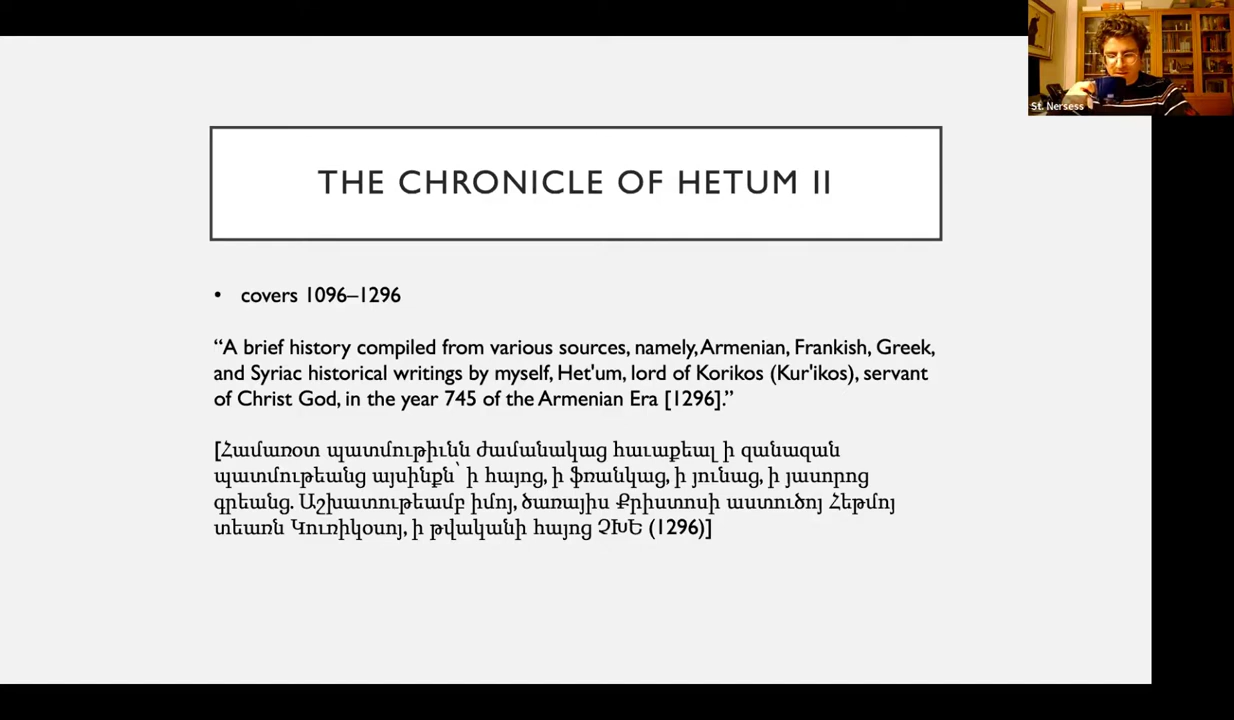 St. Nersess
THE CHRONICLE OF HETUM II
• covers 1096–1296
“A brief history compiled from various sources, namely, Armenian, Frankish, Greek,
and Syriac historical writings by myself, Het'um, lord of Korikos (Kur'ikos), servant
of Christ God, in the year 745 of the Armenian Era [1296].”
[Համառօտ պատմութիւնն ժամանակաց հաւաքեալ ի զանազան
պատմութեանց այսինքն՝ ի հայոց, ի ֆռանկաց, ի յունաց, ի յասորոց
գրեանց. Աշխատութեամբ իմոյ, ծառայիս Քրիստոսի աստուծոյ Հեթմոյ
տեառն Կուռիկօսոյ, ի թվականի հայոց ՉԽԵ (1296)]